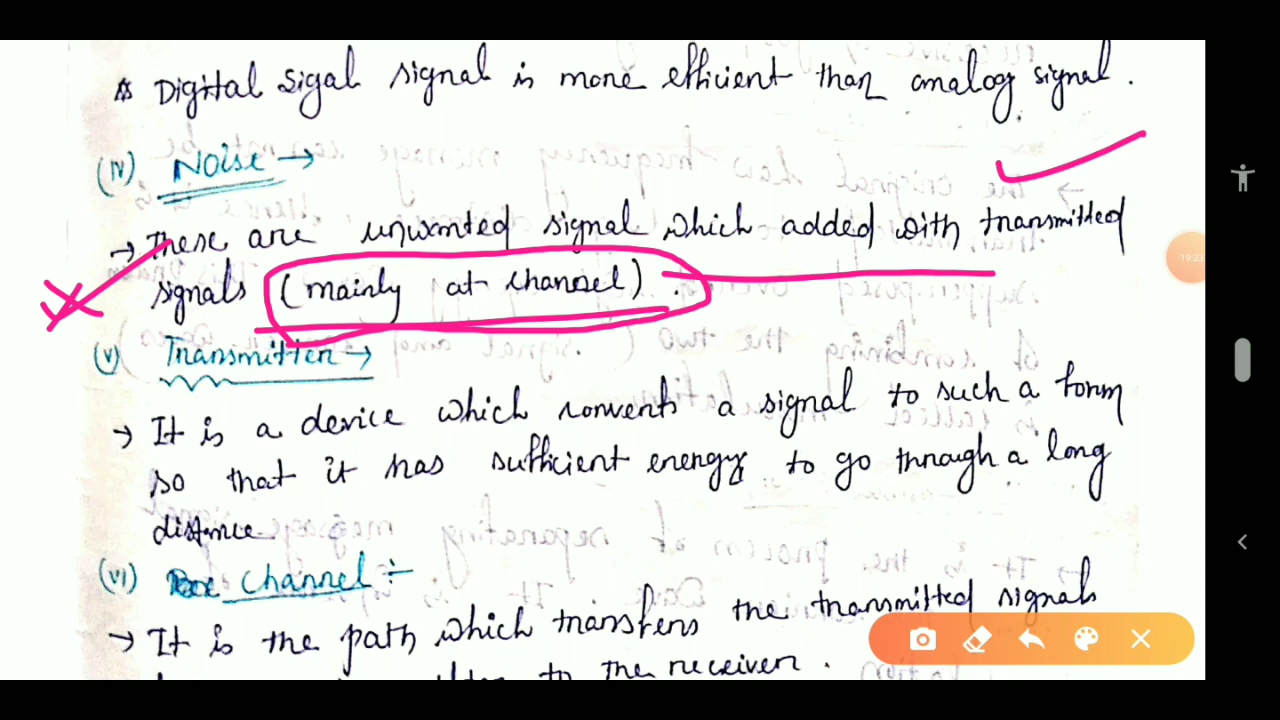 Digital Sigal signal is more efficient than analog signal.
(iv) Noise →
→ These are unwanted signal which added with transmitted
signals (mainly at channel).
(v) Transmitter →
→ It is a device which converts a signal to such a form
so that it has sufficient energy to go through a long
distance
(vi) Channel :-
→ It is the path which transfers the transmitted signals
to the receiver.
19:23